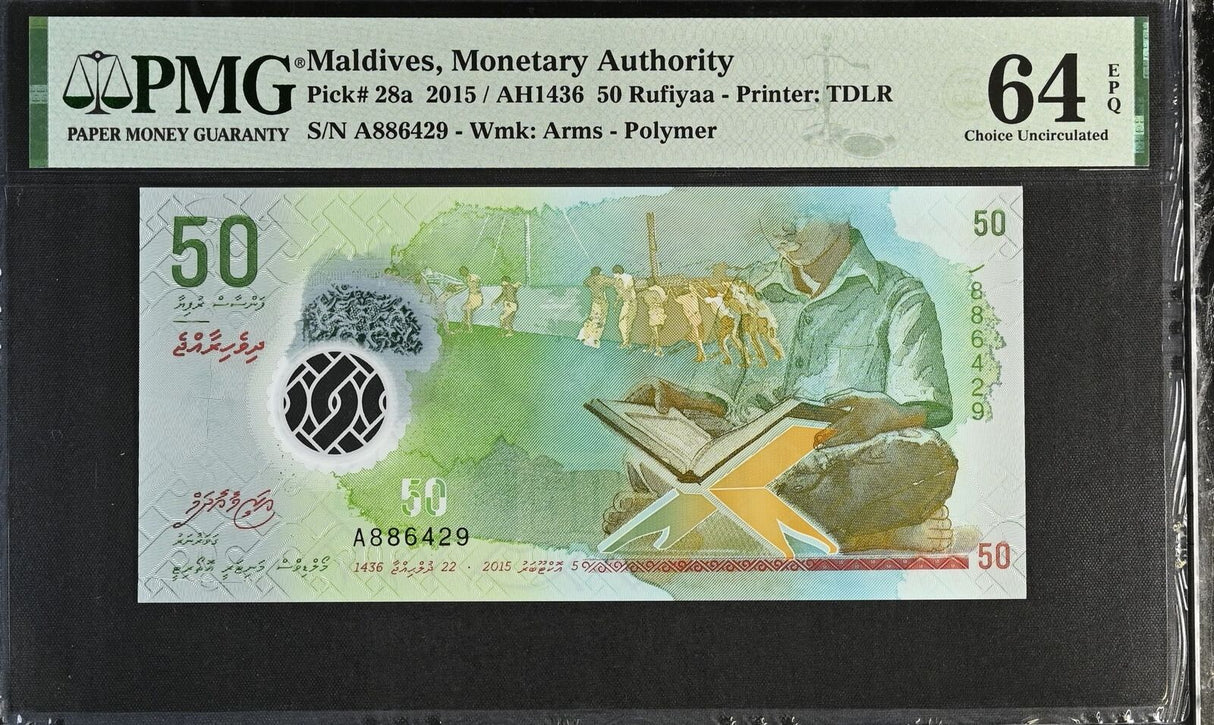 PMG®
PAPER MONEY GUARANTY
Maldives, Monetary Authority
Pick# 28a 2015 / AH1436 50 Rufiyaa - Printer: TDLR
S/N A886429 - Wmk: Arms - Polymer
64
EPQ
Choice Uncirculated
50
50
ފަންސާސް ރުފިޔާ
ދިވެހިރާއްޖެ
886429
50
A886429
ގަވަރުނަރު
މޯލްޑިވްސް މަނިޓަރީ އޮތޯރިޓީ
1436 ޛުލްޙިއްޖާ 22 · 2015 އޮކްޓޫބަރު 5
50